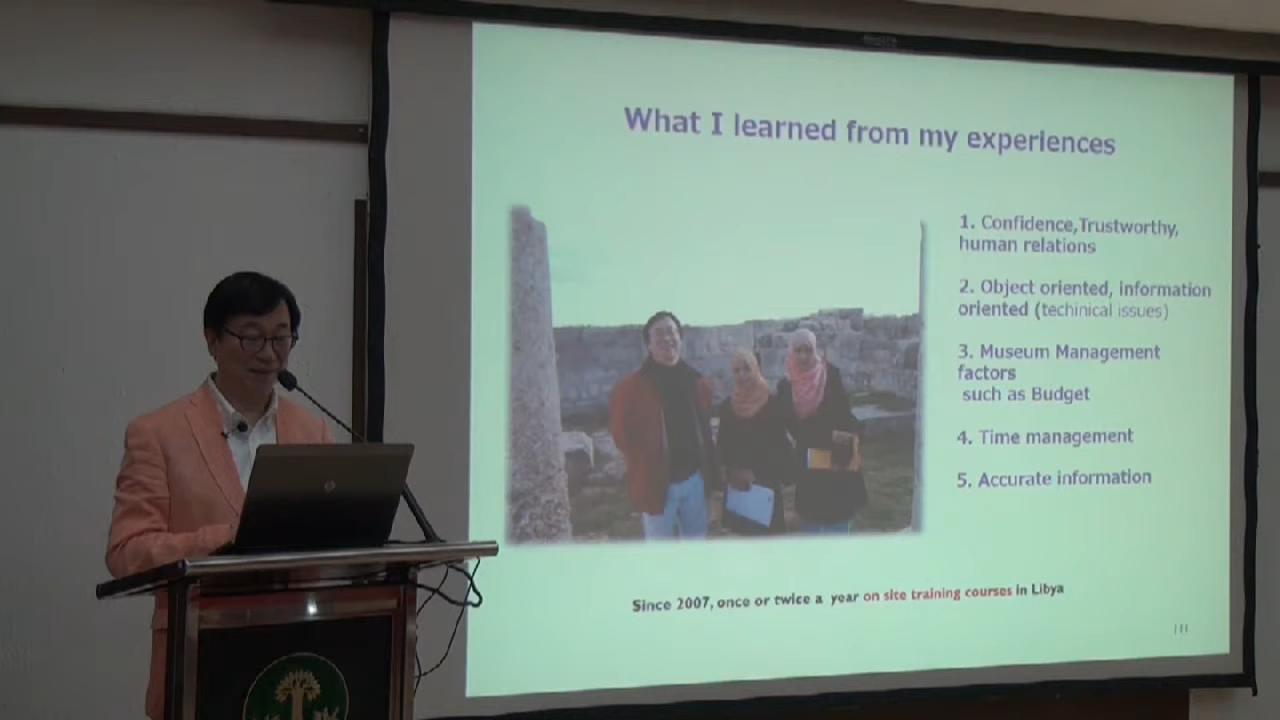 What I learned from my experiences
1. Confidence,Trustworthy,
human relations
2. Object oriented, information
oriented (techinical issues)
3. Museum Management
factors
such as Budget
4. Time management
5. Accurate information
Since 2007, once or twice a year on site training courses in Libya